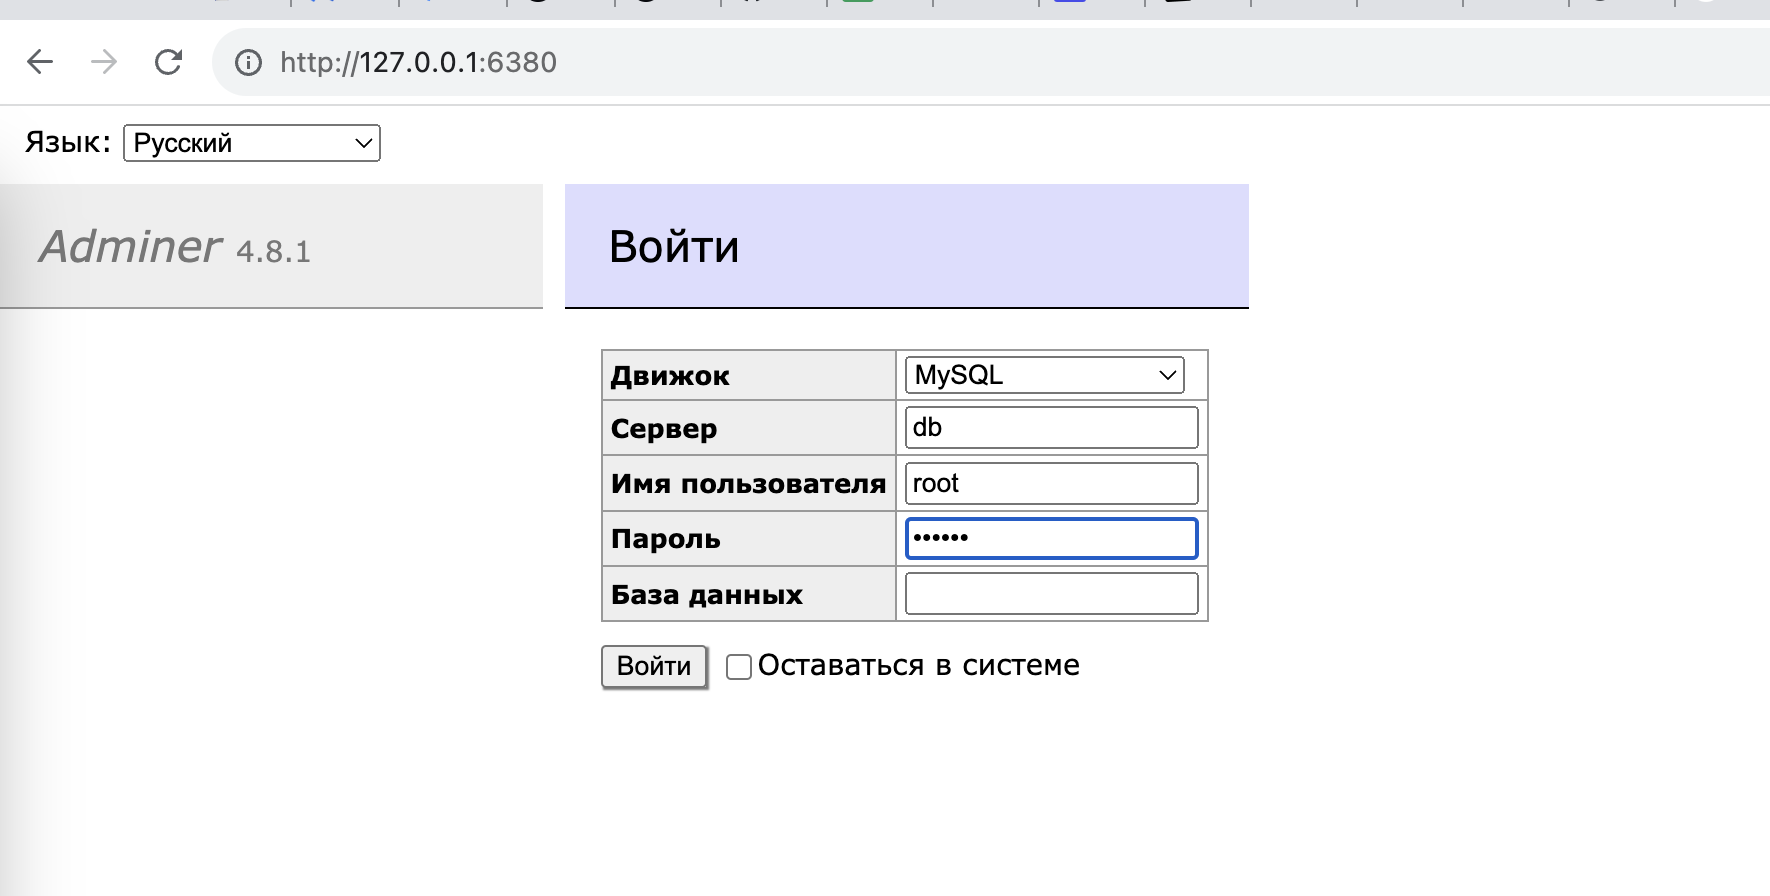 http://127.0.0.1:6380
Язык: Русский
Adminer 4.8.1
Войти
Движок MySQL
Сервер db
Имя пользователя root
Пароль ••••••
База данных
Войти Оставаться в системе